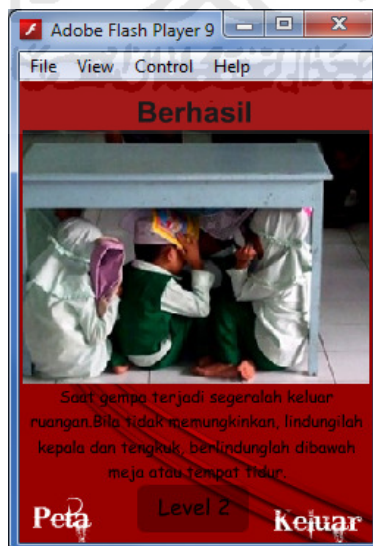 Adobe Flash Player 9
File View Control Help
Berhasil
Saat gempa terjadi segeralah keluar
ruangan.Bila tidak memungkinkan, lindungilah
kepala dan tengkuk, berlindunglah dibawah
meja atau tempat tidur.
Level 2
Peta Keluar